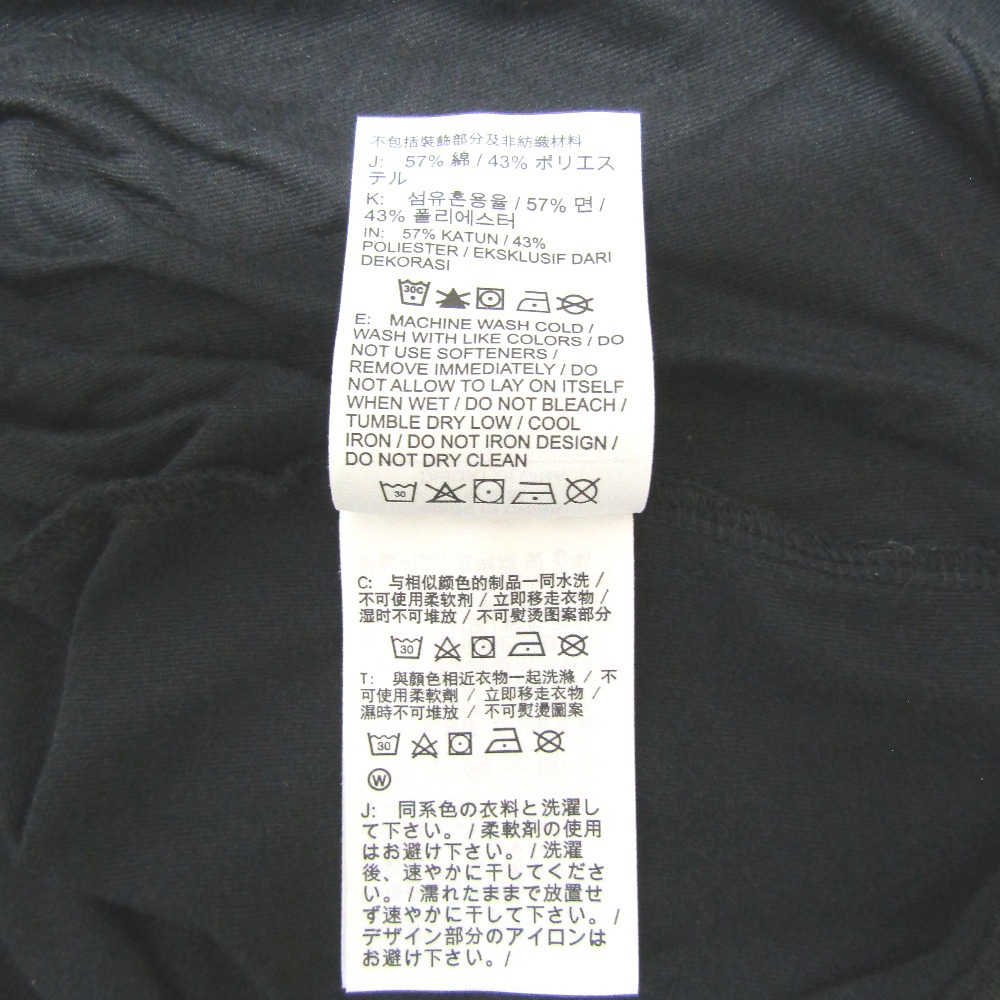 不包括裝飾部分及非紡織材料
J: 57% 綿 / 43% ポリエス
テル
K: 섬유혼용율 / 57% 면 /
43% 폴리에스터
IN: 57% KATUN / 43%
POLIESTER / EKSKLUSIF DARI
DEKORASI
30C
E: MACHINE WASH COLD /
WASH WITH LIKE COLORS / DO
NOT USE SOFTENERS /
REMOVE IMMEDIATELY / DO
NOT ALLOW TO LAY ON ITSELF
WHEN WET / DO NOT BLEACH /
TUMBLE DRY LOW / COOL
IRON / DO NOT IRON DESIGN /
DO NOT DRY CLEAN
30
C: 与相似颜色的制品一同水洗 /
不可使用柔软剂 / 立即移走衣物 /
湿时不可堆放 / 不可熨烫图案部分
30
T: 與顏色相近衣物一起洗滌 / 不
可使用柔軟劑 / 立即移走衣物 /
濕時不可堆放 / 不可熨燙圖案
30
W
J: 同系色の衣料と洗濯し
て下さい。 / 柔軟剤の使用
はお避け下さい。 / 洗濯
後、速やかに干してくださ
い。 / 濡れたままで放置せ
ず速やかに干して下さい。 /
デザイン部分のアイロンは
お避け下さい。 /